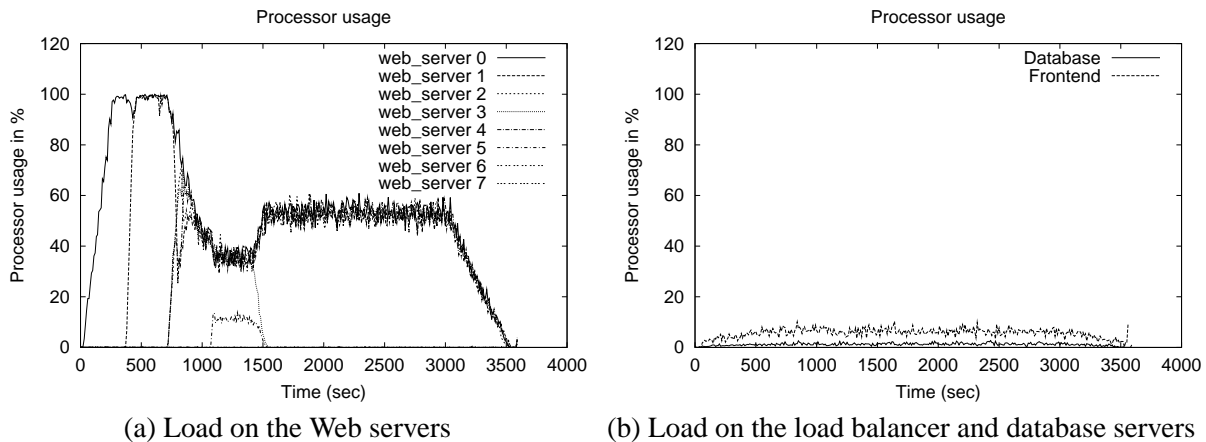 Processor usage
120
100
80
60
40
20
0
Processor usage in %
0 500 1000 1500 2000 2500 3000 3500 4000
Time (sec)
web_server 0
web_server 1
web_server 2
web_server 3
web_server 4
web_server 5
web_server 6
web_server 7
(a) Load on the Web servers
Processor usage
120
100
80
60
40
20
0
Processor usage in %
0 500 1000 1500 2000 2500 3000 3500 4000
Time (sec)
Database
Frontend
(b) Load on the load balancer and database servers